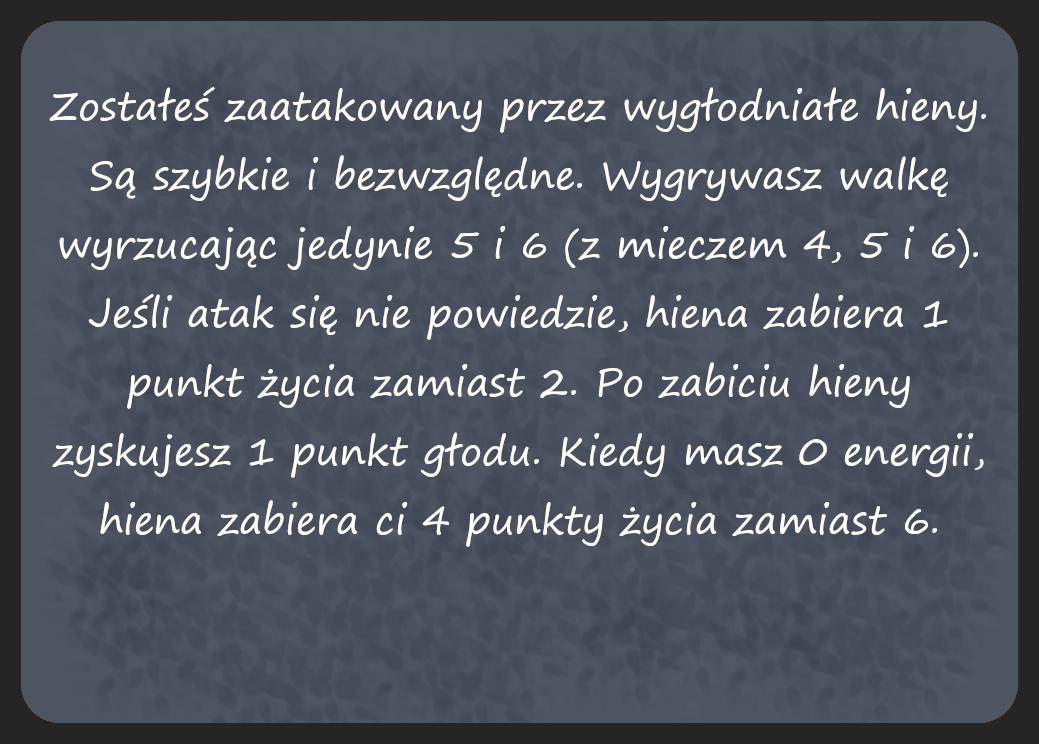 Zostałeś zaatakowany przez wygłodniałe hieny.
Są szybkie i bezwzględne. Wygrywasz walkę
wyrzucając jedynie 5 i 6 (z mieczem 4, 5 i 6).
Jeśli atak się nie powiedzie, hiena zabiera 1
punkt życia zamiast 2. Po zabiciu hieny
zyskujesz 1 punkt głodu. Kiedy masz 0 energii,
hiena zabiera ci 4 punkty życia zamiast 6.